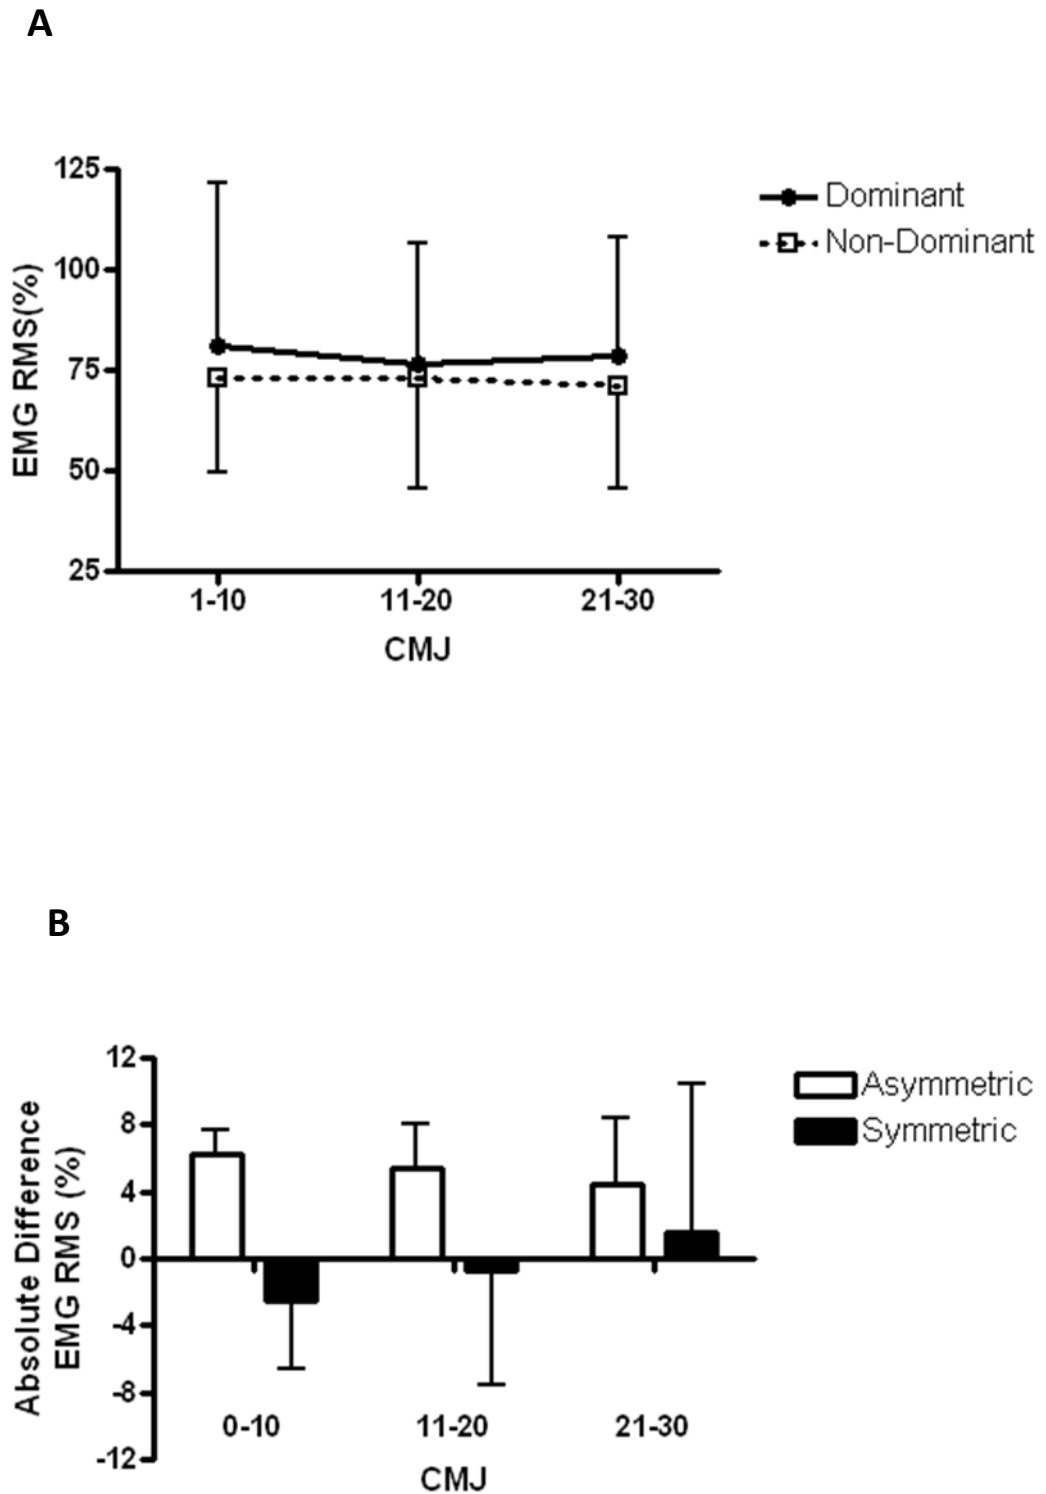 A
125
100
75
50
25
EMG RMS(%)
1-10 11-20 21-30
CMJ
Dominant
Non-Dominant
B
12
8
4
0
-4
-8
-12
Absolute Difference
EMG RMS (%)
0-10 11-20 21-30
CMJ
Asymmetric
Symmetric